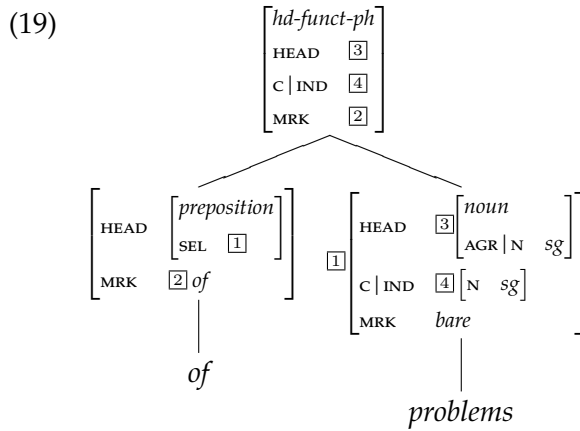 (19)
hd-funct-ph
HEAD 3
C|IND 4
MRK 2
HEAD preposition SEL 1
MRK 2 of
1 HEAD 3 noun AGR|N sg
C|IND 4 [N sg]
MRK bare
of
problems